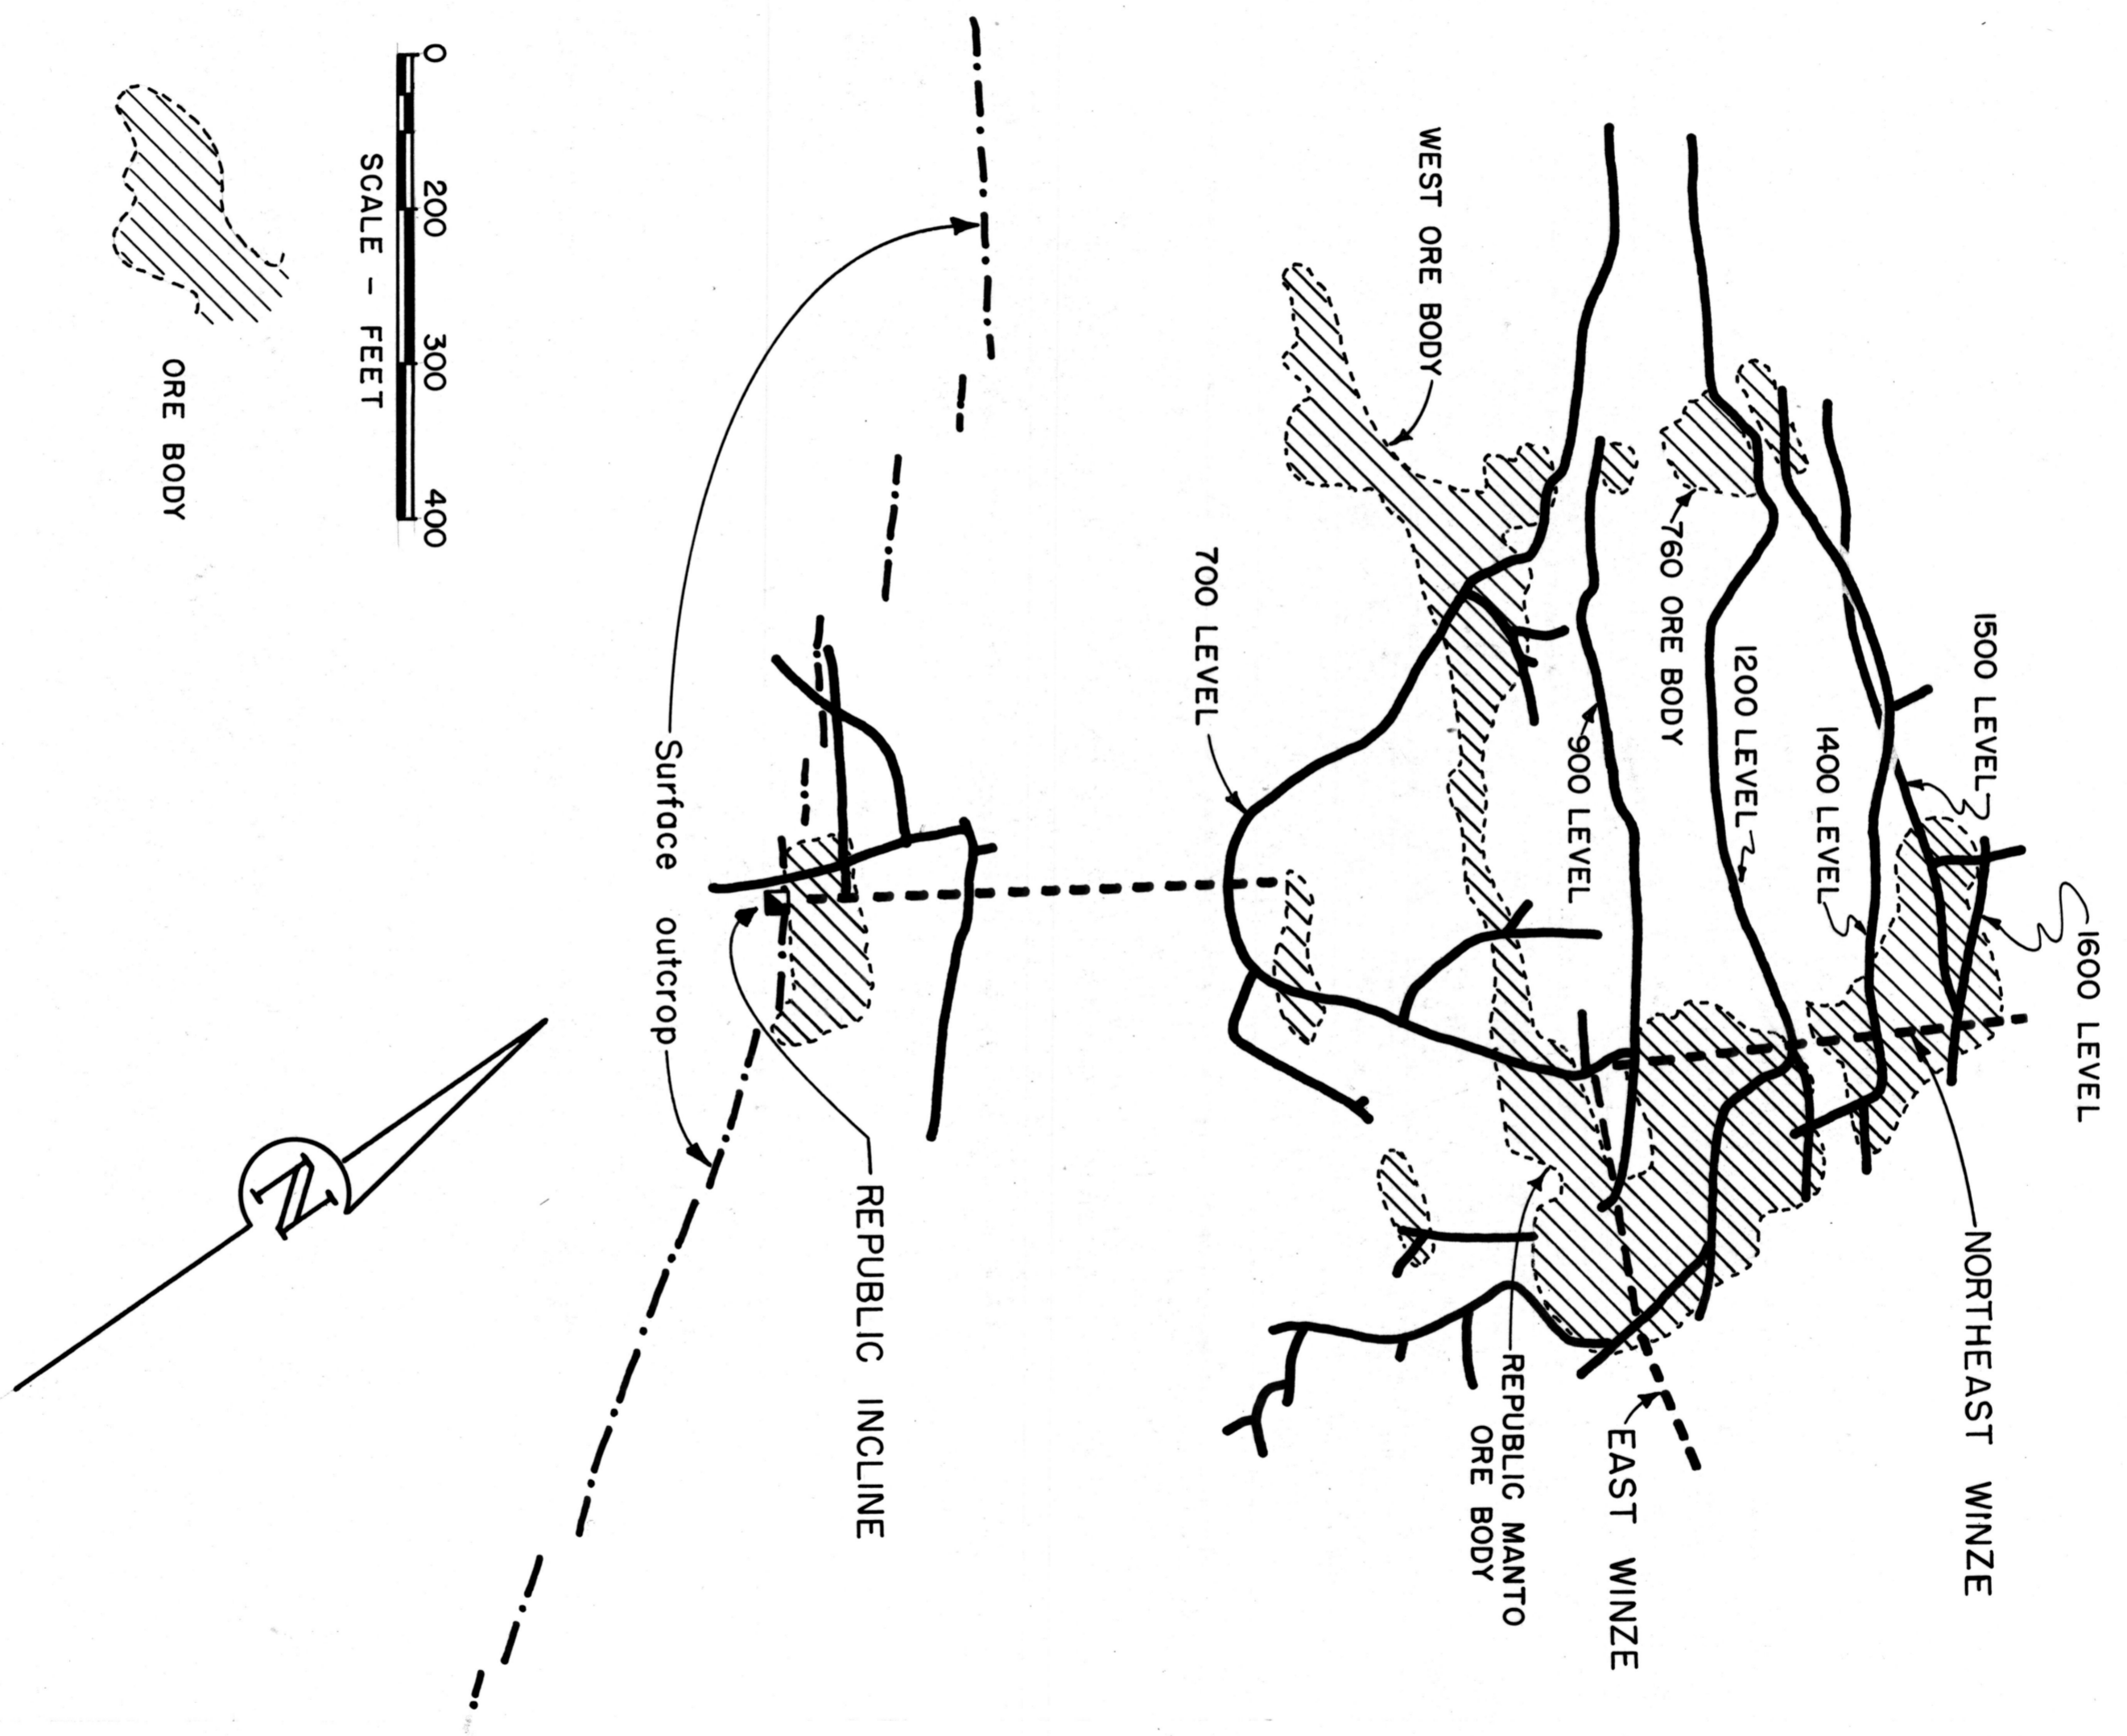 1600 LEVEL
1500 LEVEL
NORTHEAST WINZE
1400 LEVEL
1200 LEVEL
760 ORE BODY
900 LEVEL
EAST WINZE
REPUBLIC MANTO
ORE BODY
WEST ORE BODY
700 LEVEL
REPUBLIC INCLINE
Surface outcrop
0 200 300 400
SCALE - FEET
N
ORE BODY